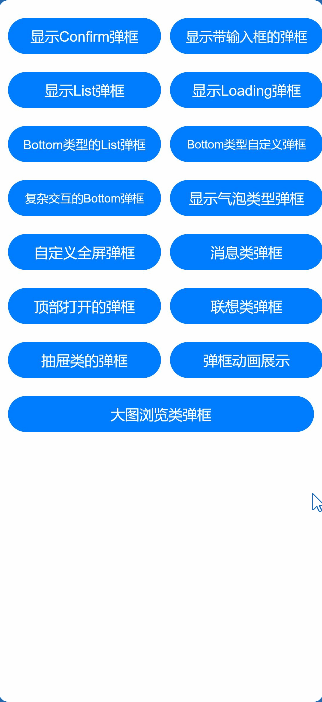 显示Confirm弹框
显示带输入框的弹框
显示List弹框
显示Loading弹框
Bottom类型的List弹框
Bottom类型自定义弹框
复杂交互的Bottom弹框
显示气泡类型弹框
自定义全屏弹框
消息类弹框
顶部打开的弹框
联想类弹框
抽屉类的弹框
弹框动画展示
大图浏览类弹框